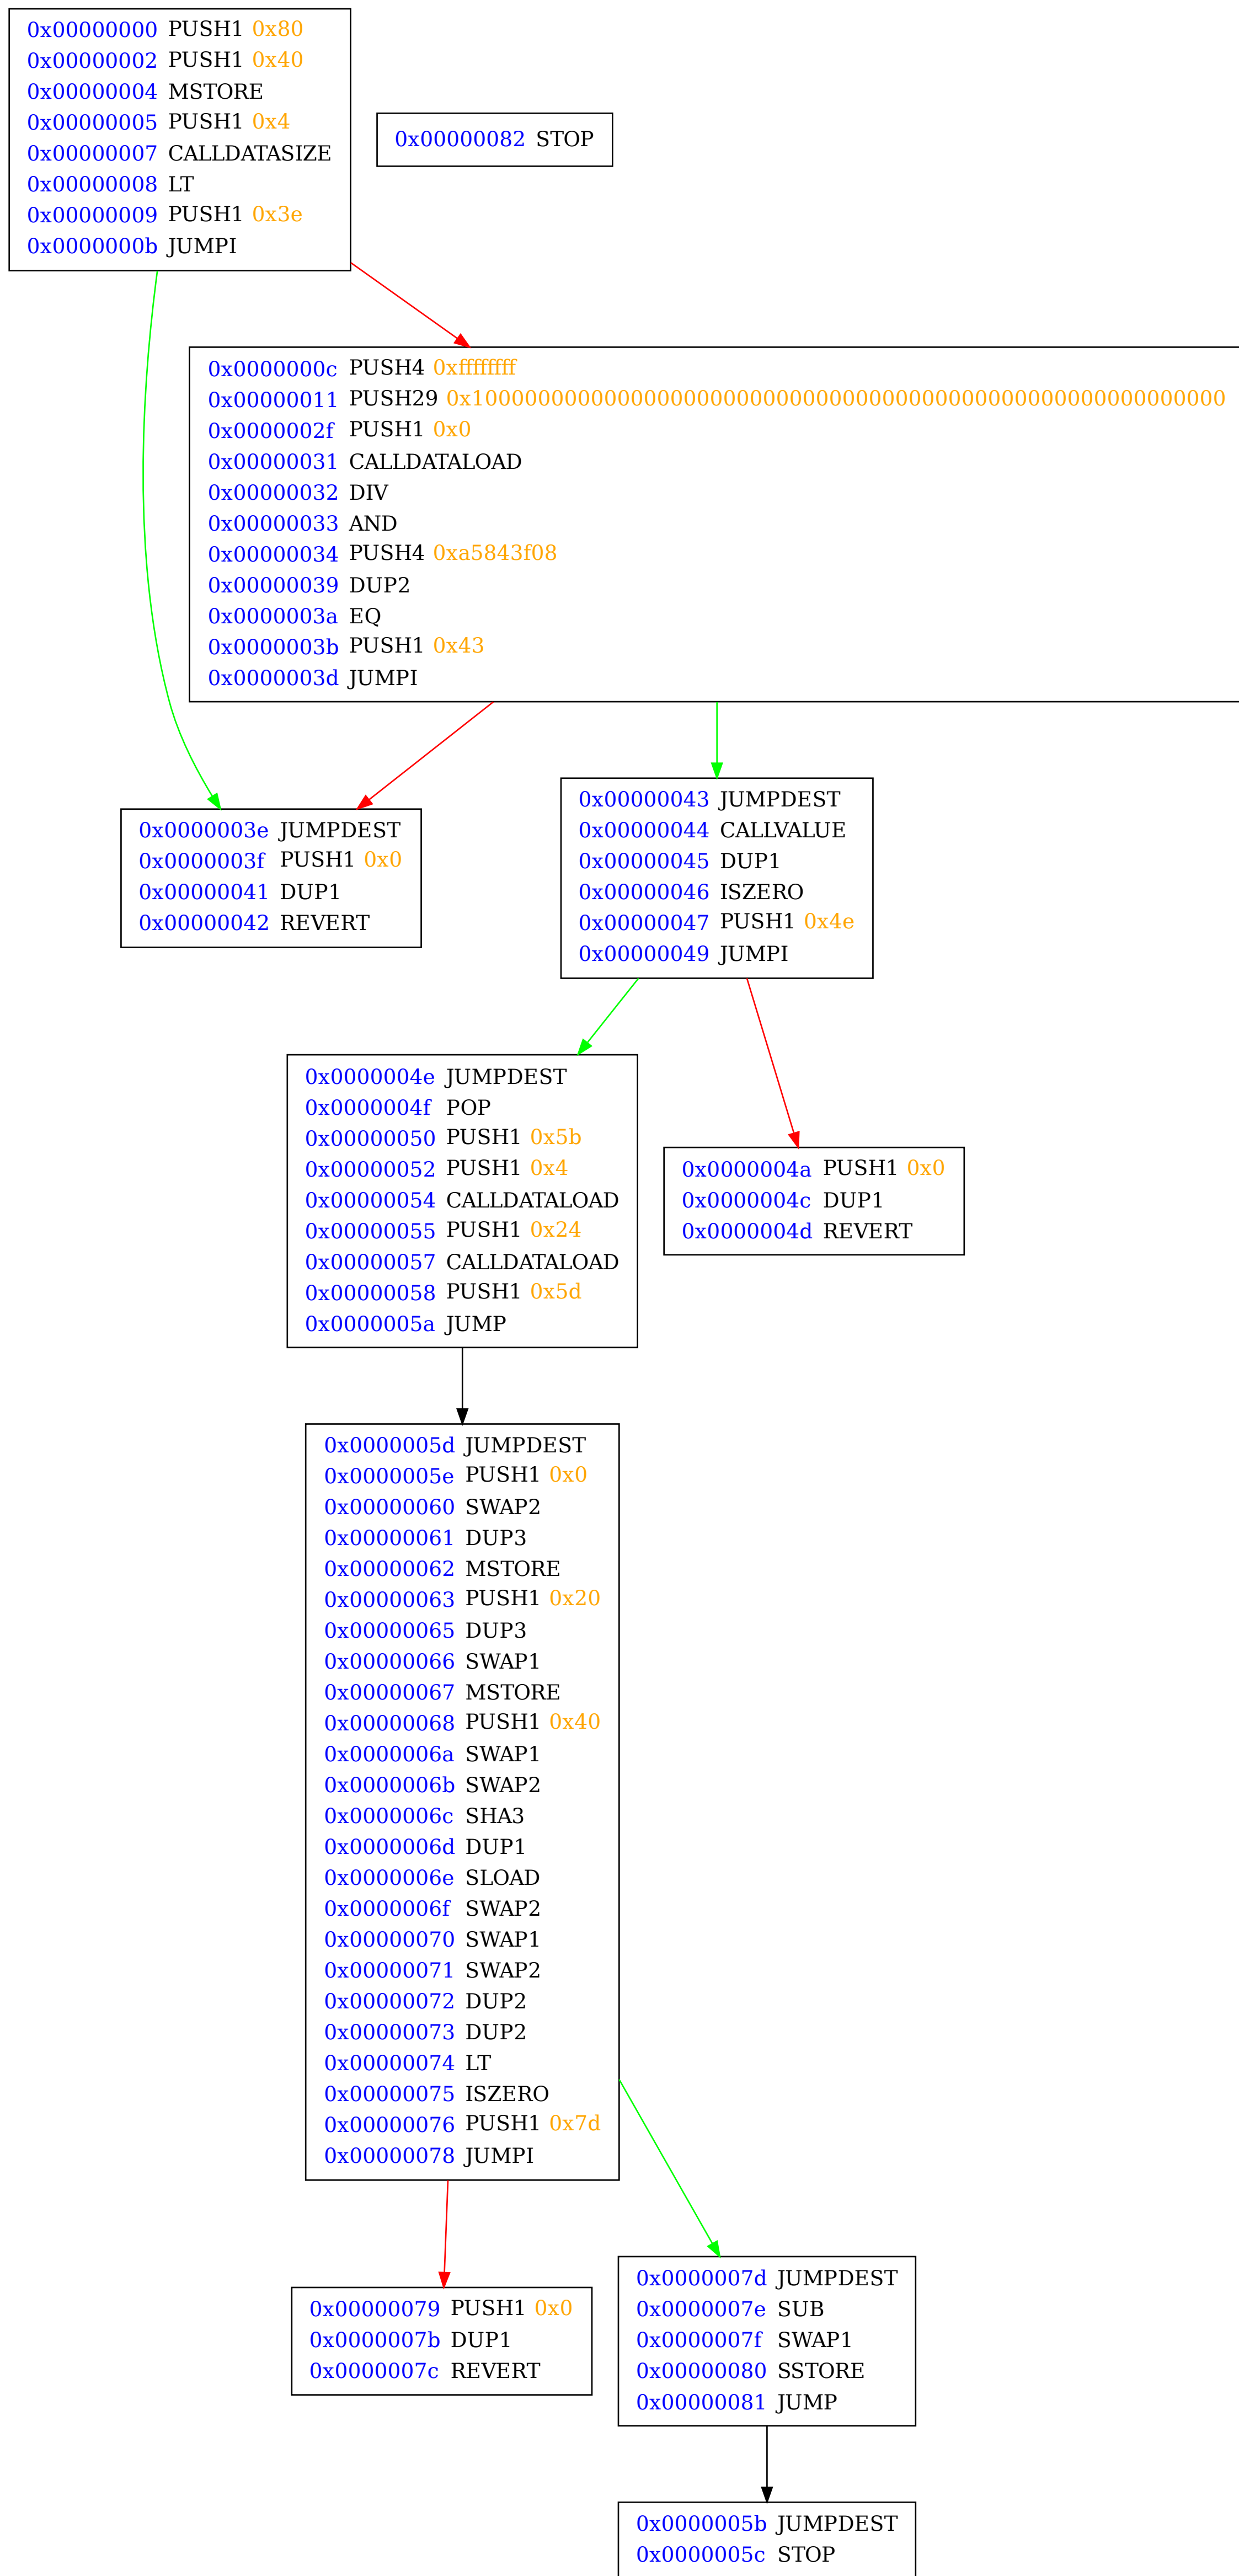 0x00000000 PUSH1 0x80
0x00000002 PUSH1 0x40
0x00000004 MSTORE
0x00000005 PUSH1 0x4
0x00000007 CALLDATASIZE
0x00000008 LT
0x00000009 PUSH1 0x3e
0x0000000b JUMPI
0x00000082 STOP
0x0000000c PUSH4 0xffffffff
0x00000011 PUSH29 0x100000000000000000000000000000000000000000000000000000000
0x0000002f PUSH1 0x0
0x00000031 CALLDATALOAD
0x00000032 DIV
0x00000033 AND
0x00000034 PUSH4 0xa5843f08
0x00000039 DUP2
0x0000003a EQ
0x0000003b PUSH1 0x43
0x0000003d JUMPI
0x0000003e JUMPDEST
0x0000003f PUSH1 0x0
0x00000041 DUP1
0x00000042 REVERT
0x00000043 JUMPDEST
0x00000044 CALLVALUE
0x00000045 DUP1
0x00000046 ISZERO
0x00000047 PUSH1 0x4e
0x00000049 JUMPI
0x0000004e JUMPDEST
0x0000004f POP
0x00000050 PUSH1 0x5b
0x00000052 PUSH1 0x4
0x00000054 CALLDATALOAD
0x00000055 PUSH1 0x24
0x00000057 CALLDATALOAD
0x00000058 PUSH1 0x5d
0x0000005a JUMP
0x0000004a PUSH1 0x0
0x0000004c DUP1
0x0000004d REVERT
0x0000005d JUMPDEST
0x0000005e PUSH1 0x0
0x00000060 SWAP2
0x00000061 DUP3
0x00000062 MSTORE
0x00000063 PUSH1 0x20
0x00000065 DUP3
0x00000066 SWAP1
0x00000067 MSTORE
0x00000068 PUSH1 0x40
0x0000006a SWAP1
0x0000006b SWAP2
0x0000006c SHA3
0x0000006d DUP1
0x0000006e SLOAD
0x0000006f SWAP2
0x00000070 SWAP1
0x00000071 SWAP2
0x00000072 DUP2
0x00000073 DUP2
0x00000074 LT
0x00000075 ISZERO
0x00000076 PUSH1 0x7d
0x00000078 JUMPI
0x00000079 PUSH1 0x0
0x0000007b DUP1
0x0000007c REVERT
0x0000007d JUMPDEST
0x0000007e SUB
0x0000007f SWAP1
0x00000080 SSTORE
0x00000081 JUMP
0x0000005b JUMPDEST
0x0000005c STOP